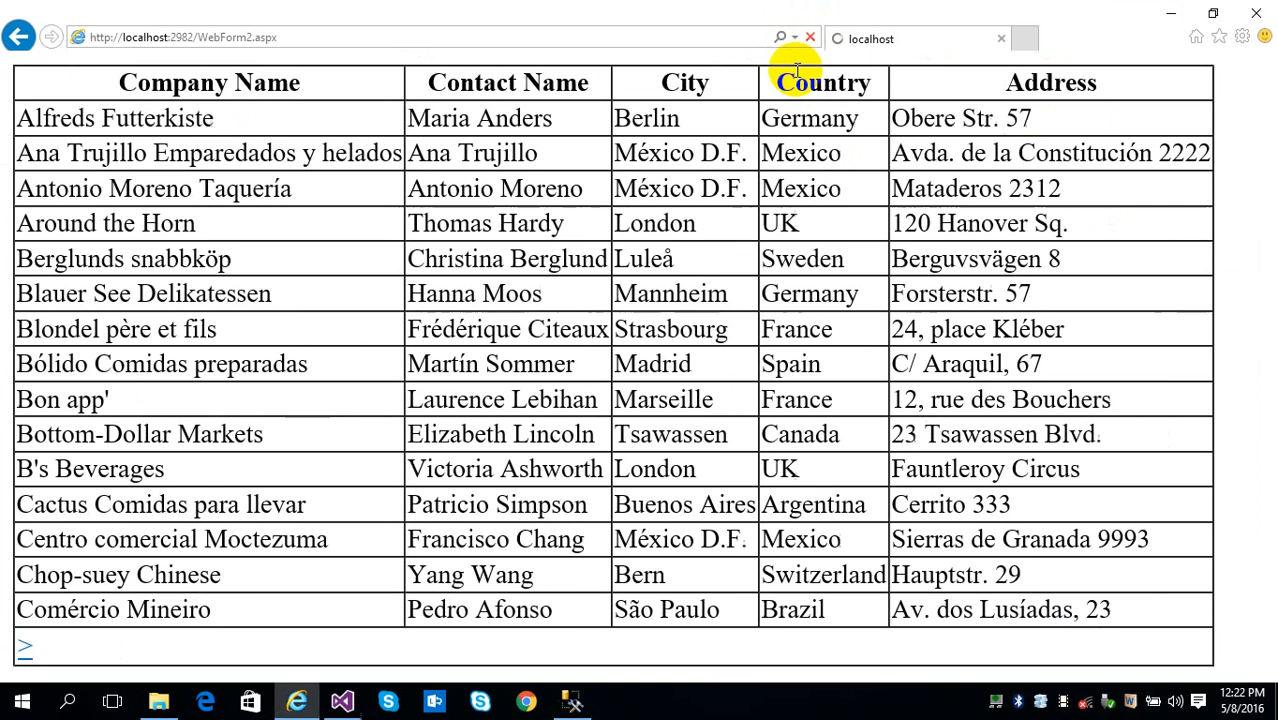 http://localhost:2982/WebForm2.aspx
localhost
Company Name Contact Name City Country Address
Alfreds Futterkiste Maria Anders Berlin Germany Obere Str. 57
Ana Trujillo Emparedados y helados Ana Trujillo México D.F. Mexico Avda. de la Constitución 2222
Antonio Moreno Taquería Antonio Moreno México D.F. Mexico Mataderos 2312
Around the Horn Thomas Hardy London UK 120 Hanover Sq.
Berglunds snabbköp Christina Berglund Luleå Sweden Berguvsvägen 8
Blauer See Delikatessen Hanna Moos Mannheim Germany Forsterstr. 57
Blondel père et fils Frédérique Citeaux Strasbourg France 24, place Kléber
Bólido Comidas preparadas Martín Sommer Madrid Spain C/ Araquil, 67
Bon app' Laurence Lebihan Marseille France 12, rue des Bouchers
Bottom-Dollar Markets Elizabeth Lincoln Tsawassen Canada 23 Tsawassen Blvd.
B's Beverages Victoria Ashworth London UK Fauntleroy Circus
Cactus Comidas para llevar Patricio Simpson Buenos Aires Argentina Cerrito 333
Centro comercial Moctezuma Francisco Chang México D.F. Mexico Sierras de Granada 9993
Chop-suey Chinese Yang Wang Bern Switzerland Hauptstr. 29
Comércio Mineiro Pedro Afonso São Paulo Brazil Av. dos Lusíadas, 23
>
12:22 PM
5/8/2016